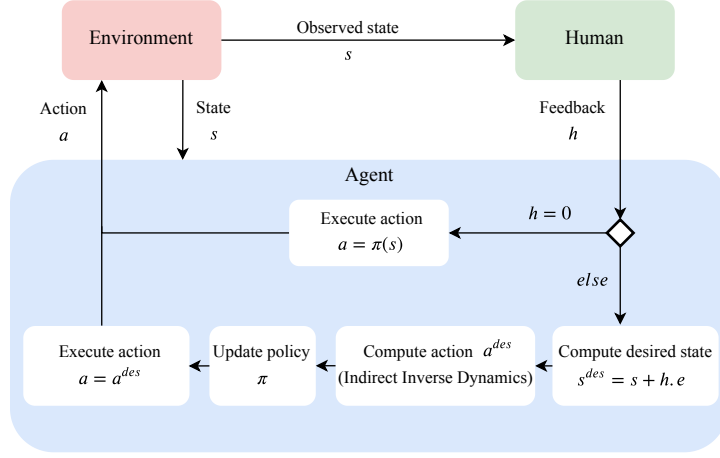 Environment
Observed state
s
Human
Action
a
State
s
Feedback
h
Agent
Execute action
a = π(s)
h = 0
else
Execute action
a = a^{des}
Update policy
π
Compute action a^{des}
(Indirect Inverse Dynamics)
Compute desired state
s^{des} = s + h.e